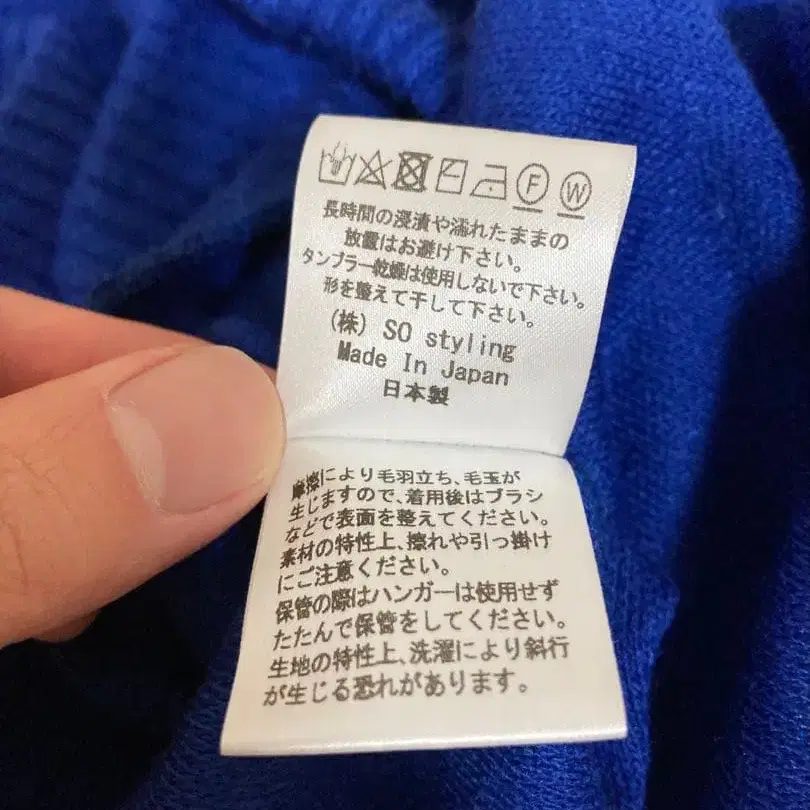 F W
長時間の浸漬や濡れたままの
放置はお避け下さい。
タンブラー乾燥は使用しないで下さい。
形を整えて干して下さい。
(株) SO styling
Made In Japan
日本製
摩擦により毛羽立ち、毛玉が
生じますので、着用後はブラシ
などで表面を整えてください。
素材の特性上、擦れや引っ掛け
にご注意ください。
保管の際はハンガーは使用せず
たたんで保管をしてください。
生地の特性上、洗濯により斜行
が生じる恐れがあります。